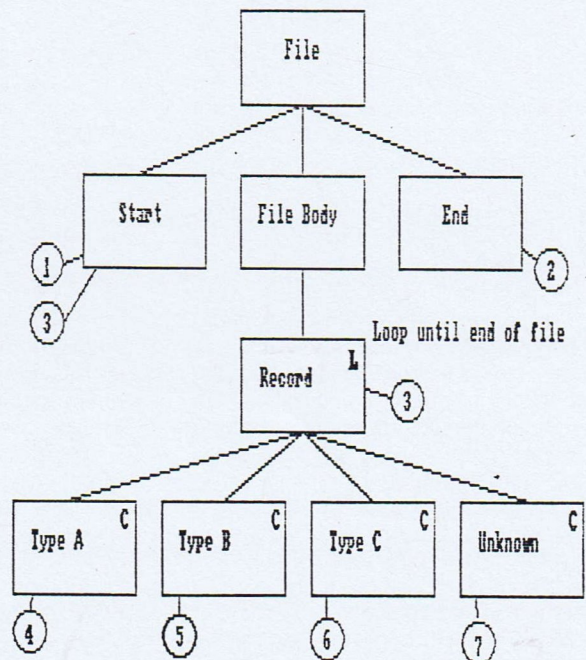 File
Start
File Body
End
1
2
3
Loop until end of file
L
Record
3
C
C
C
C
Type A
Type B
Type C
Unknown
4
5
6
7